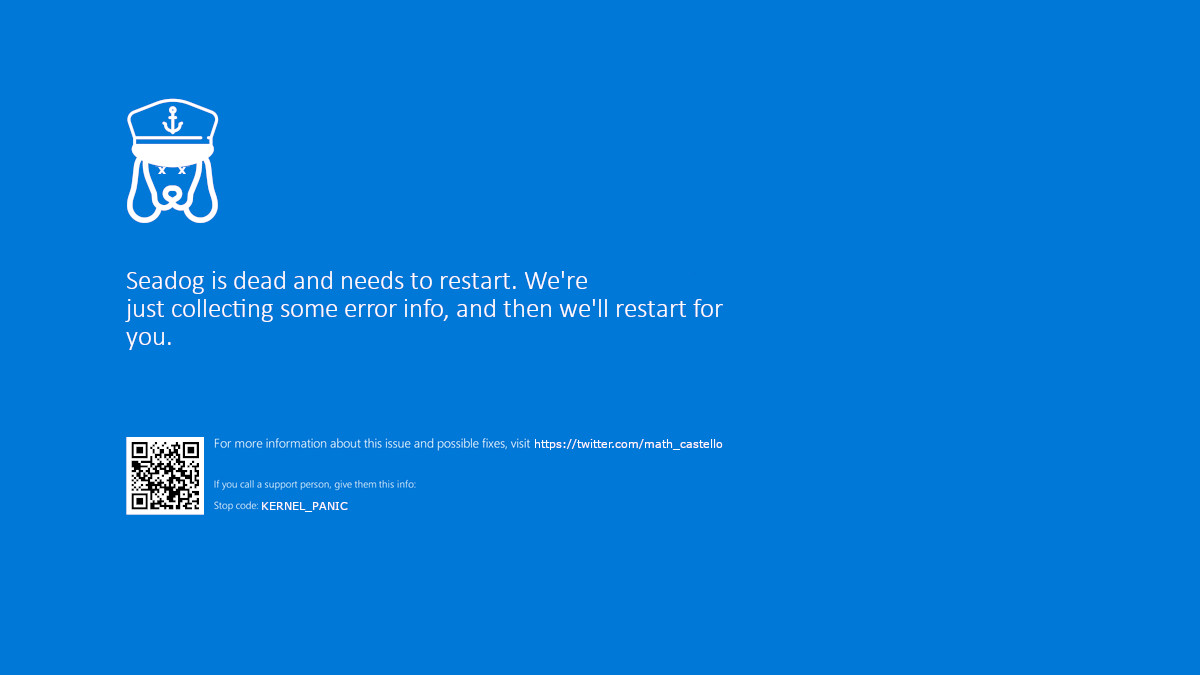 Seadog is dead and needs to restart. We're
just collecting some error info, and then we'll restart for
you.
For more information about this issue and possible fixes, visit https://twitter.com/math_castello
If you call a support person, give them this info:
Stop code: KERNEL_PANIC